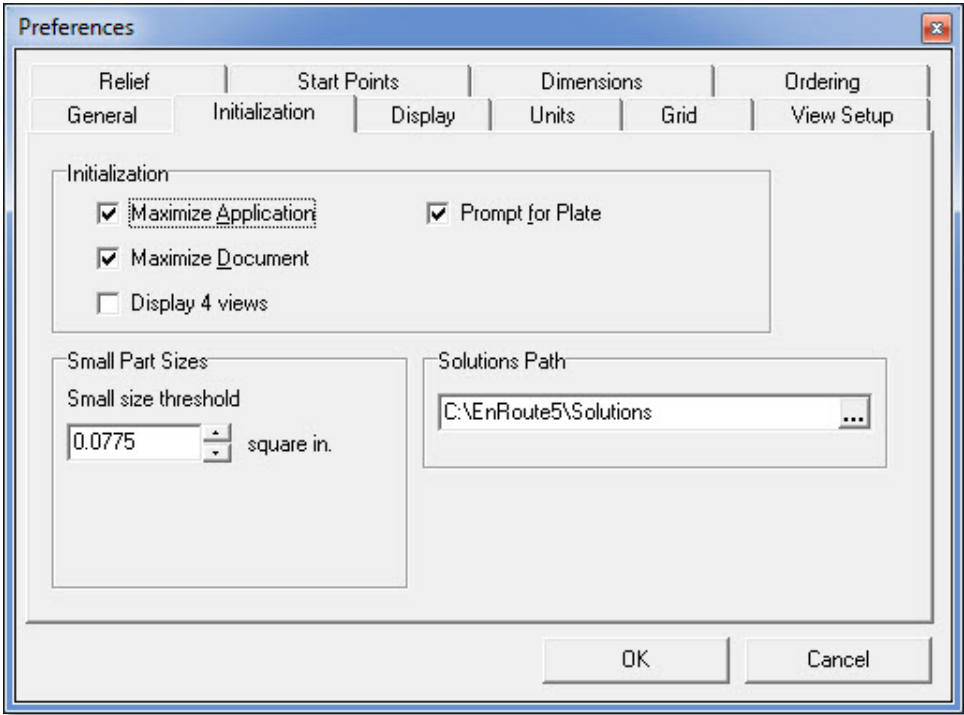 Preferences
Relief Start Points Dimensions Ordering
General Initialization Display Units Grid View Setup
Initialization
Maximize Application Prompt for Plate
Maximize Document
Display 4 views
Small Part Sizes Solutions Path
Small size threshold
C:\EnRoute5\Solutions ...
0.0775 square in.
OK Cancel